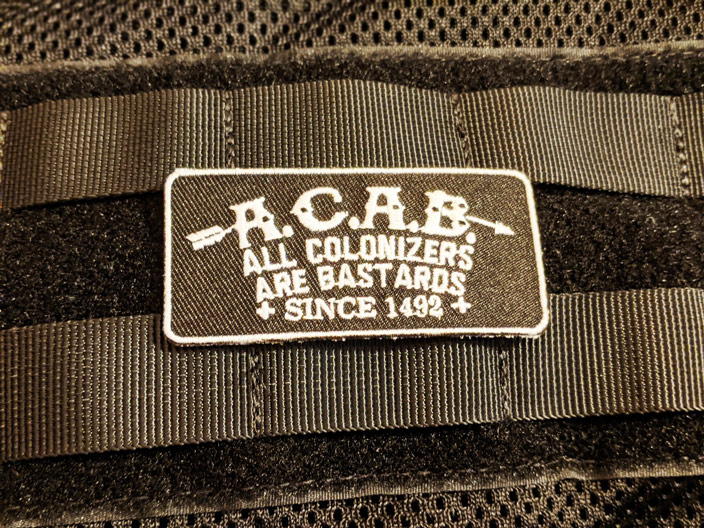 A.C.A.B.
ALL COLONIZERS
ARE BASTARDS
+ SINCE 1492 +